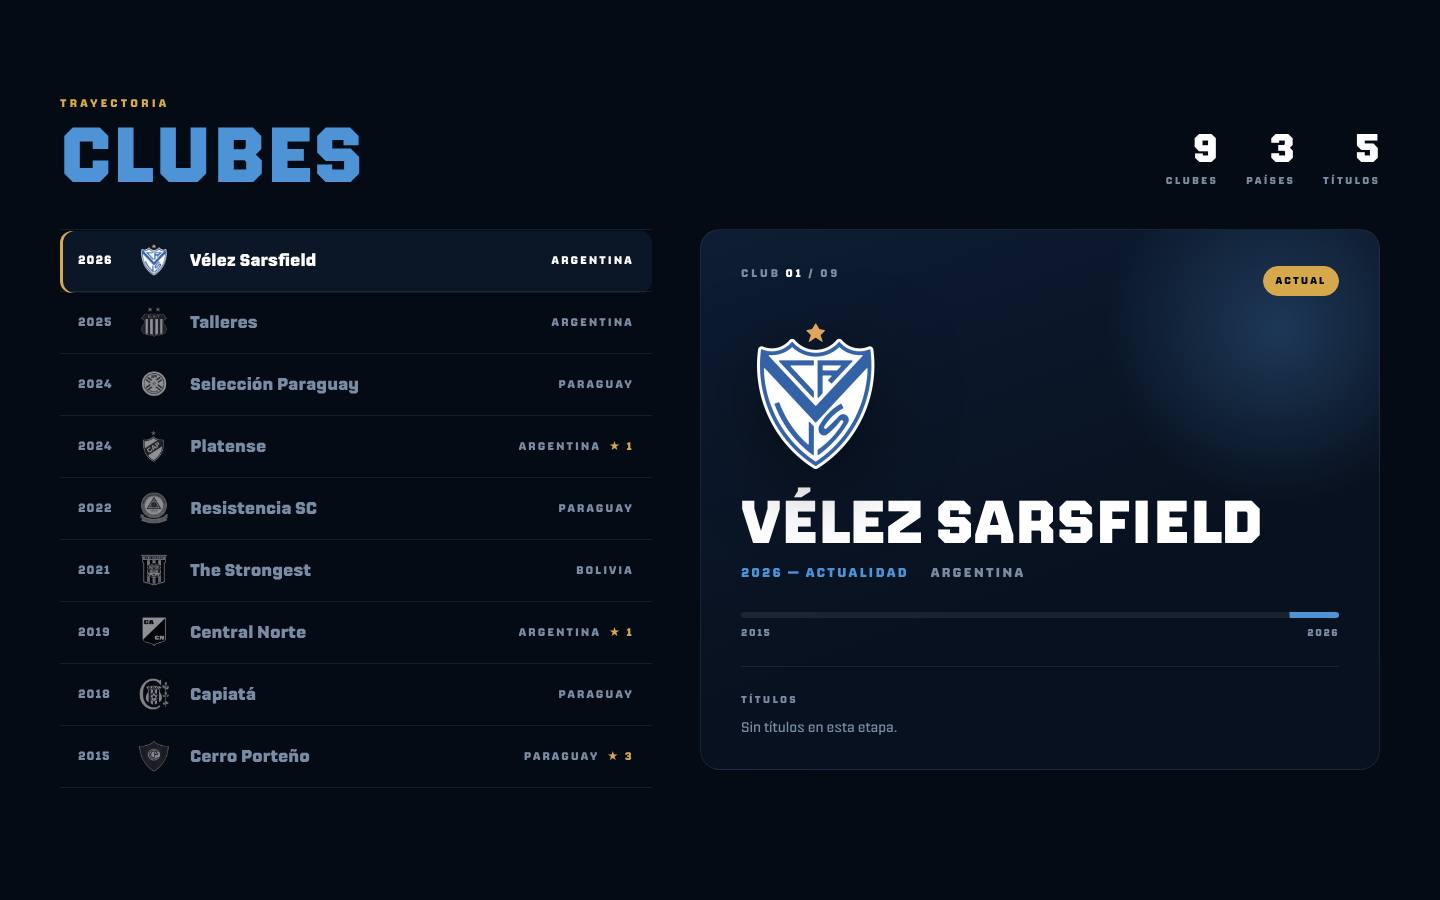 TRAYECTORIA
CLUBES
9 3 5
CLUBES PAÍSES TÍTULOS
2026 Vélez Sarsfield ARGENTINA
2025 Talleres ARGENTINA
2024 Selección Paraguay PARAGUAY
2024 Platense ARGENTINA ★ 1
2022 Resistencia SC PARAGUAY
2021 The Strongest BOLIVIA
2019 CA CN Central Norte ARGENTINA ★ 1
2018 Capiatá PARAGUAY
2015 Cerro Porteño PARAGUAY ★ 3
CLUB 01 / 09
ACTUAL
CA
V
S
VÉLEZ SARSFIELD
2026 — ACTUALIDAD ARGENTINA
2015 2026
TÍTULOS
Sin títulos en esta etapa.